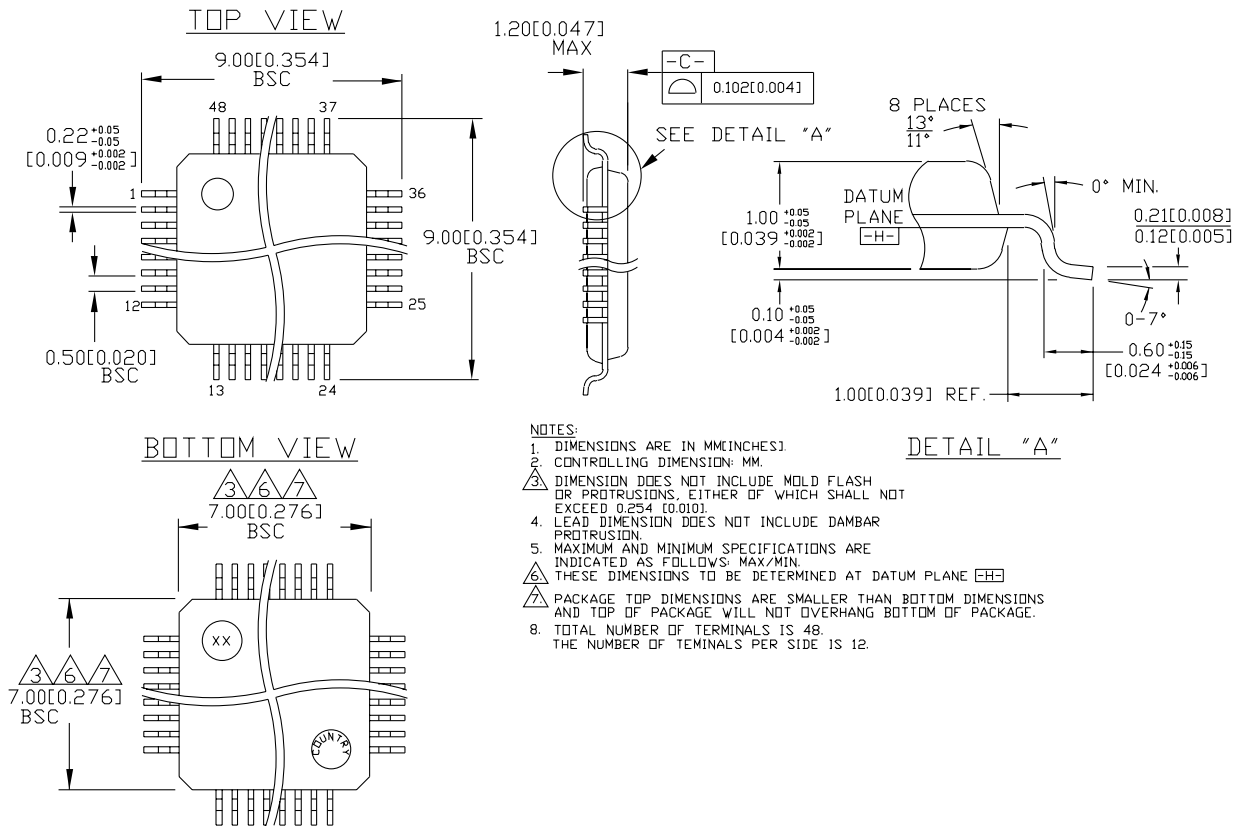 TOP VIEW
9.00[0.354]
BSC
48
37
0.22 +0.05 -0.05
[0.009 +0.002 -0.002]
1
36
9.00[0.354]
BSC
12
25
0.50[0.020]
BSC
13
24
1.20[0.047]
MAX
-C-
0.102[0.004]
SEE DETAIL "A"
8 PLACES
13°
11°
0° MIN.
DATUM
PLANE
-H-
1.00 +0.05 -0.05
[0.039 +0.002 -0.002]
0.21[0.008]
0.12[0.005]
0.10 +0.05 -0.05
[0.004 +0.002 -0.002]
0-7°
0.60 +0.15 -0.15
[0.024 +0.006 -0.006]
1.00[0.039] REF.
DETAIL "A"
BOTTOM VIEW
3 6 7
7.00[0.276]
BSC
XX
3 6 7
7.00[0.276]
BSC
COUNTRY
NOTES:
1. DIMENSIONS ARE IN MM[INCHES].
2. CONTROLLING DIMENSION: MM.
3. DIMENSION DOES NOT INCLUDE MOLD FLASH
OR PROTRUSIONS, EITHER OF WHICH SHALL NOT
EXCEED 0.254 [0.010].
4. LEAD DIMENSION DOES NOT INCLUDE DAMBAR
PROTRUSION.
5. MAXIMUM AND MINIMUM SPECIFICATIONS ARE
INDICATED AS FOLLOWS: MAX/MIN.
6. THESE DIMENSIONS TO BE DETERMINED AT DATUM PLANE -H-
7. PACKAGE TOP DIMENSIONS ARE SMALLER THAN BOTTOM DIMENSIONS
AND TOP OF PACKAGE WILL NOT OVERHANG BOTTOM OF PACKAGE.
8. TOTAL NUMBER OF TERMINALS IS 48.
THE NUMBER OF TEMINALS PER SIDE IS 12.